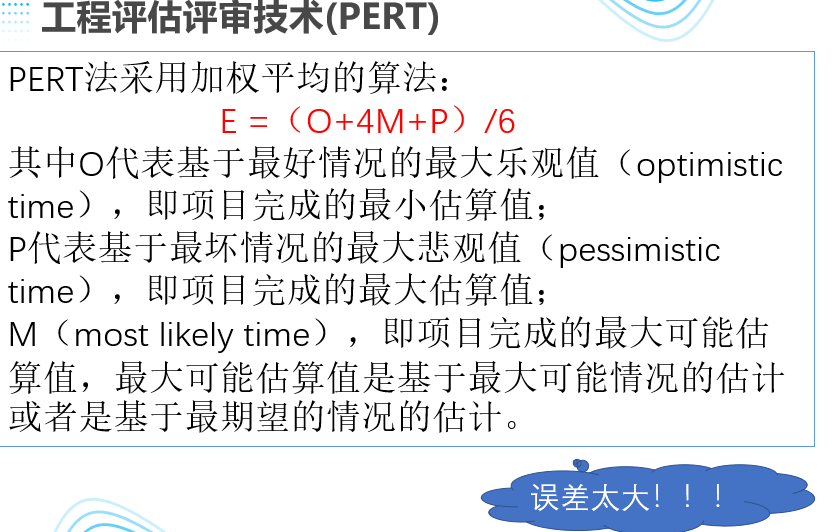 工程评估评审技术(PERT)
PERT法采用加权平均的算法：
E =（O+4M+P）/6
其中O代表基于最好情况的最大乐观值（optimistic
time），即项目完成的最小估算值；
P代表基于最坏情况的最大悲观值（pessimistic
time），即项目完成的最大估算值；
M（most likely time），即项目完成的最大可能估
算值，最大可能估算值是基于最大可能情况的估计
或者是基于最期望的情况的估计。
误差太大！！！